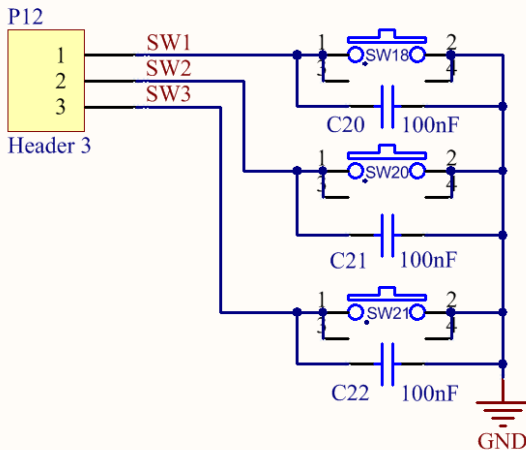 P12
1 SW1
2 SW2
3 SW3
Header 3
1 SW18 2
3 4
C20 100nF
1 SW20 2
3 4
C21 100nF
1 SW21 2
3 4
C22 100nF
GND